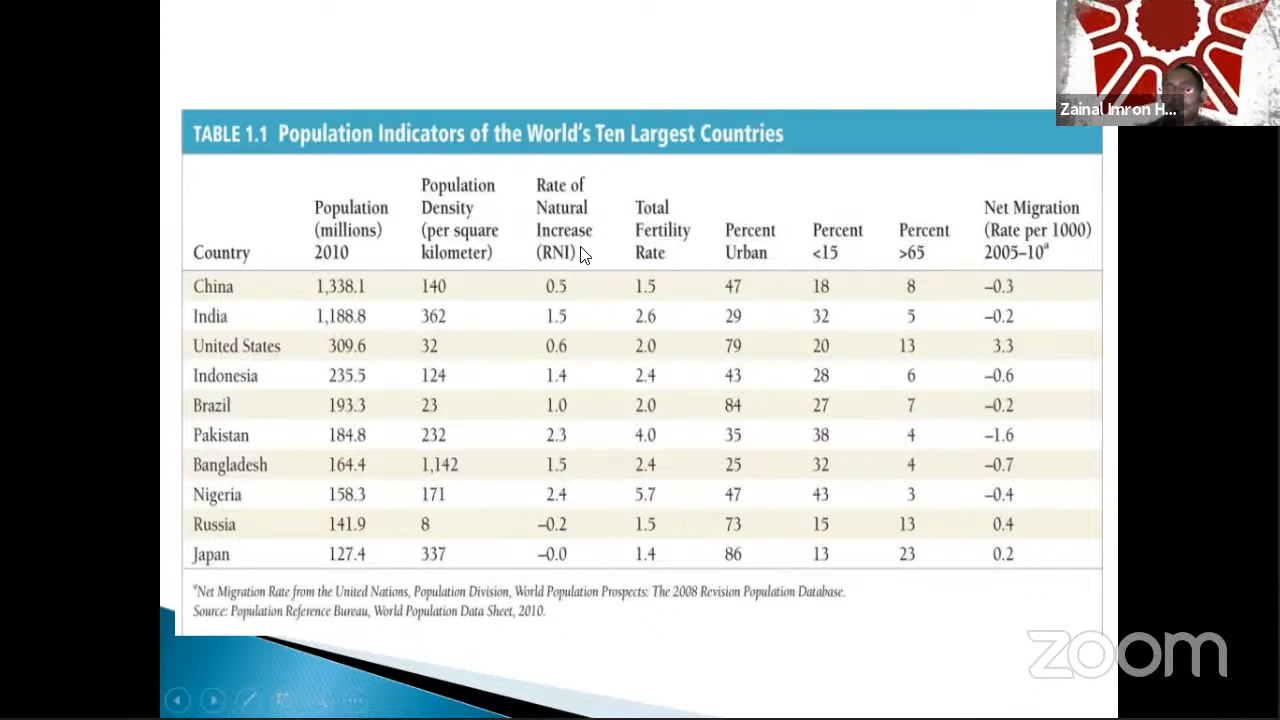 Zainal Imron H...
TABLE 1.1 Population Indicators of the World's Ten Largest Countries
Country Population (millions) 2010 Population Density (per square kilometer) Rate of Natural Increase (RNI) Total Fertility Rate Percent Urban Percent <15 Percent >65 Net Migration (Rate per 1000) 2005–10ᵃ
China 1,338.1 140 0.5 1.5 47 18 8 –0.3
India 1,188.8 362 1.5 2.6 29 32 5 –0.2
United States 309.6 32 0.6 2.0 79 20 13 3.3
Indonesia 235.5 124 1.4 2.4 43 28 6 –0.6
Brazil 193.3 23 1.0 2.0 84 27 7 –0.2
Pakistan 184.8 232 2.3 4.0 35 38 4 –1.6
Bangladesh 164.4 1,142 1.5 2.4 25 32 4 –0.7
Nigeria 158.3 171 2.4 5.7 47 43 3 –0.4
Russia 141.9 8 –0.2 1.5 73 15 13 0.4
Japan 127.4 337 –0.0 1.4 86 13 23 0.2
ᵃNet Migration Rate from the United Nations, Population Division, World Population Prospects: The 2008 Revision Population Database.
Source: Population Reference Bureau, World Population Data Sheet, 2010.
zoom